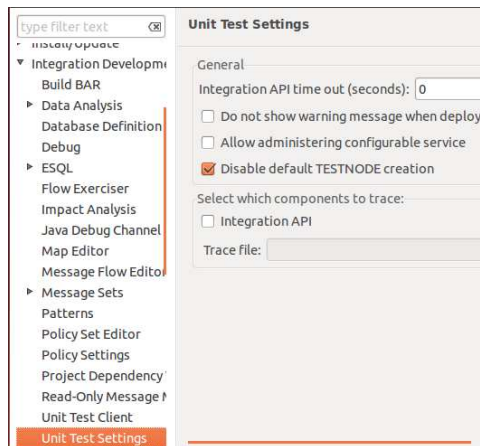 type filter text
Install/Update
Integration Developme
Build BAR
Data Analysis
Database Definition
Debug
ESQL
Flow Exerciser
Impact Analysis
Java Debug Channel
Map Editor
Message Flow Editor
Message Sets
Patterns
Policy Set Editor
Policy Settings
Project Dependency
Read-Only Message
Unit Test Client
Unit Test Settings
Unit Test Settings
General
Integration API time out (seconds): 0
Do not show warning message when deploy
Allow administering configurable service
Disable default TESTNODE creation
Select which components to trace:
Integration API
Trace file: